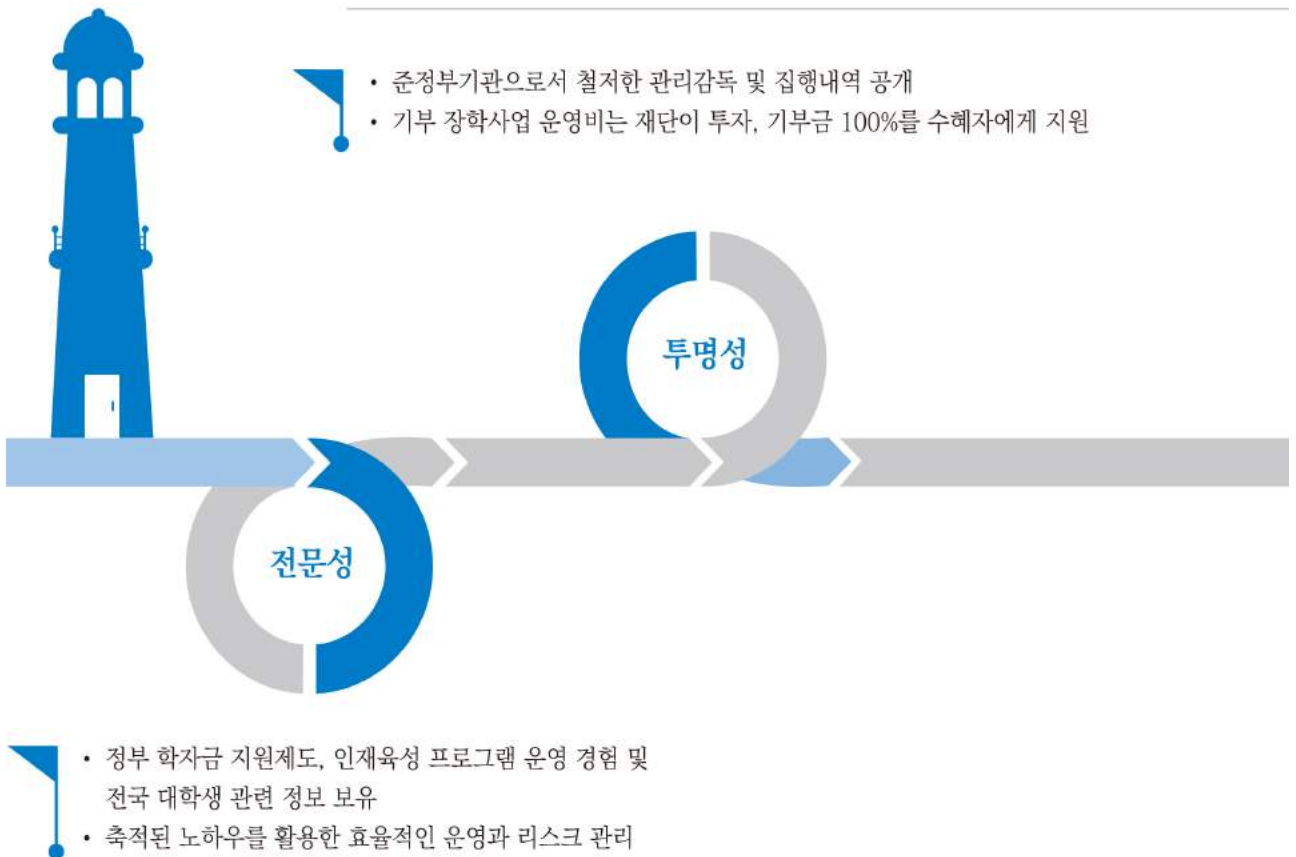 • 준정부기관으로서 철저한 관리감독 및 집행내역 공개
• 기부 장학사업 운영비는 재단이 투자, 기부금 100%를 수혜자에게 지원
투명성
전문성
• 정부 학자금 지원제도, 인재육성 프로그램 운영 경험 및
전국 대학생 관련 정보 보유
• 축적된 노하우를 활용한 효율적인 운영과 리스크 관리